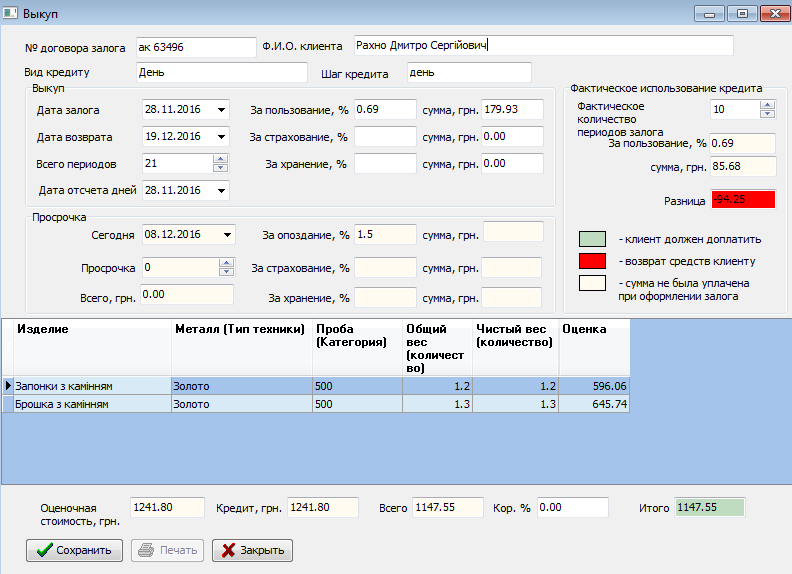 Выкуп
№ договора залога ак 63496 Ф.И.О. клиента Рахно Дмитро Сергійович
Вид кредиту День Шаг кредита день
Выкуп
Дата залога 28.11.2016 За пользование, % 0.69 сумма, грн. 179.93
Дата возврата 19.12.2016 За страхование, % сумма, грн. 0.00
Всего периодов 21 За хранение, % сумма, грн. 0.00
Дата отсчета дней 28.11.2016
Фактическое использование кредита
Фактическое
количество
периодов залога
10
За пользование, % 0.69
сумма, грн. 85.68
Разница -94.25
- клиент должен доплатить
- возврат средств клиенту
- сумма не была уплачена
при оформлении залога
Просрочка
Сегодня 08.12.2016 За опоздание, % 1.5 сумма, грн.
Просрочка 0 За страхование, % сумма, грн.
Всего, грн. 0.00 За хранение, % сумма, грн.
Изделие Металл (Тип техники) Проба (Категория) Общий вес (количество) Чистый вес (количество) Оценка
Запонки з камінням Золото 500 1.2 1.2 596.06
Брошка з камінням Золото 500 1.3 1.3 645.74
Оценочная
стоимость, грн.
1241.80 Кредит, грн. 1241.80 Всего 1147.55 Кор. % 0.00 Итого 1147.55
Сохранить Печать Закрыть